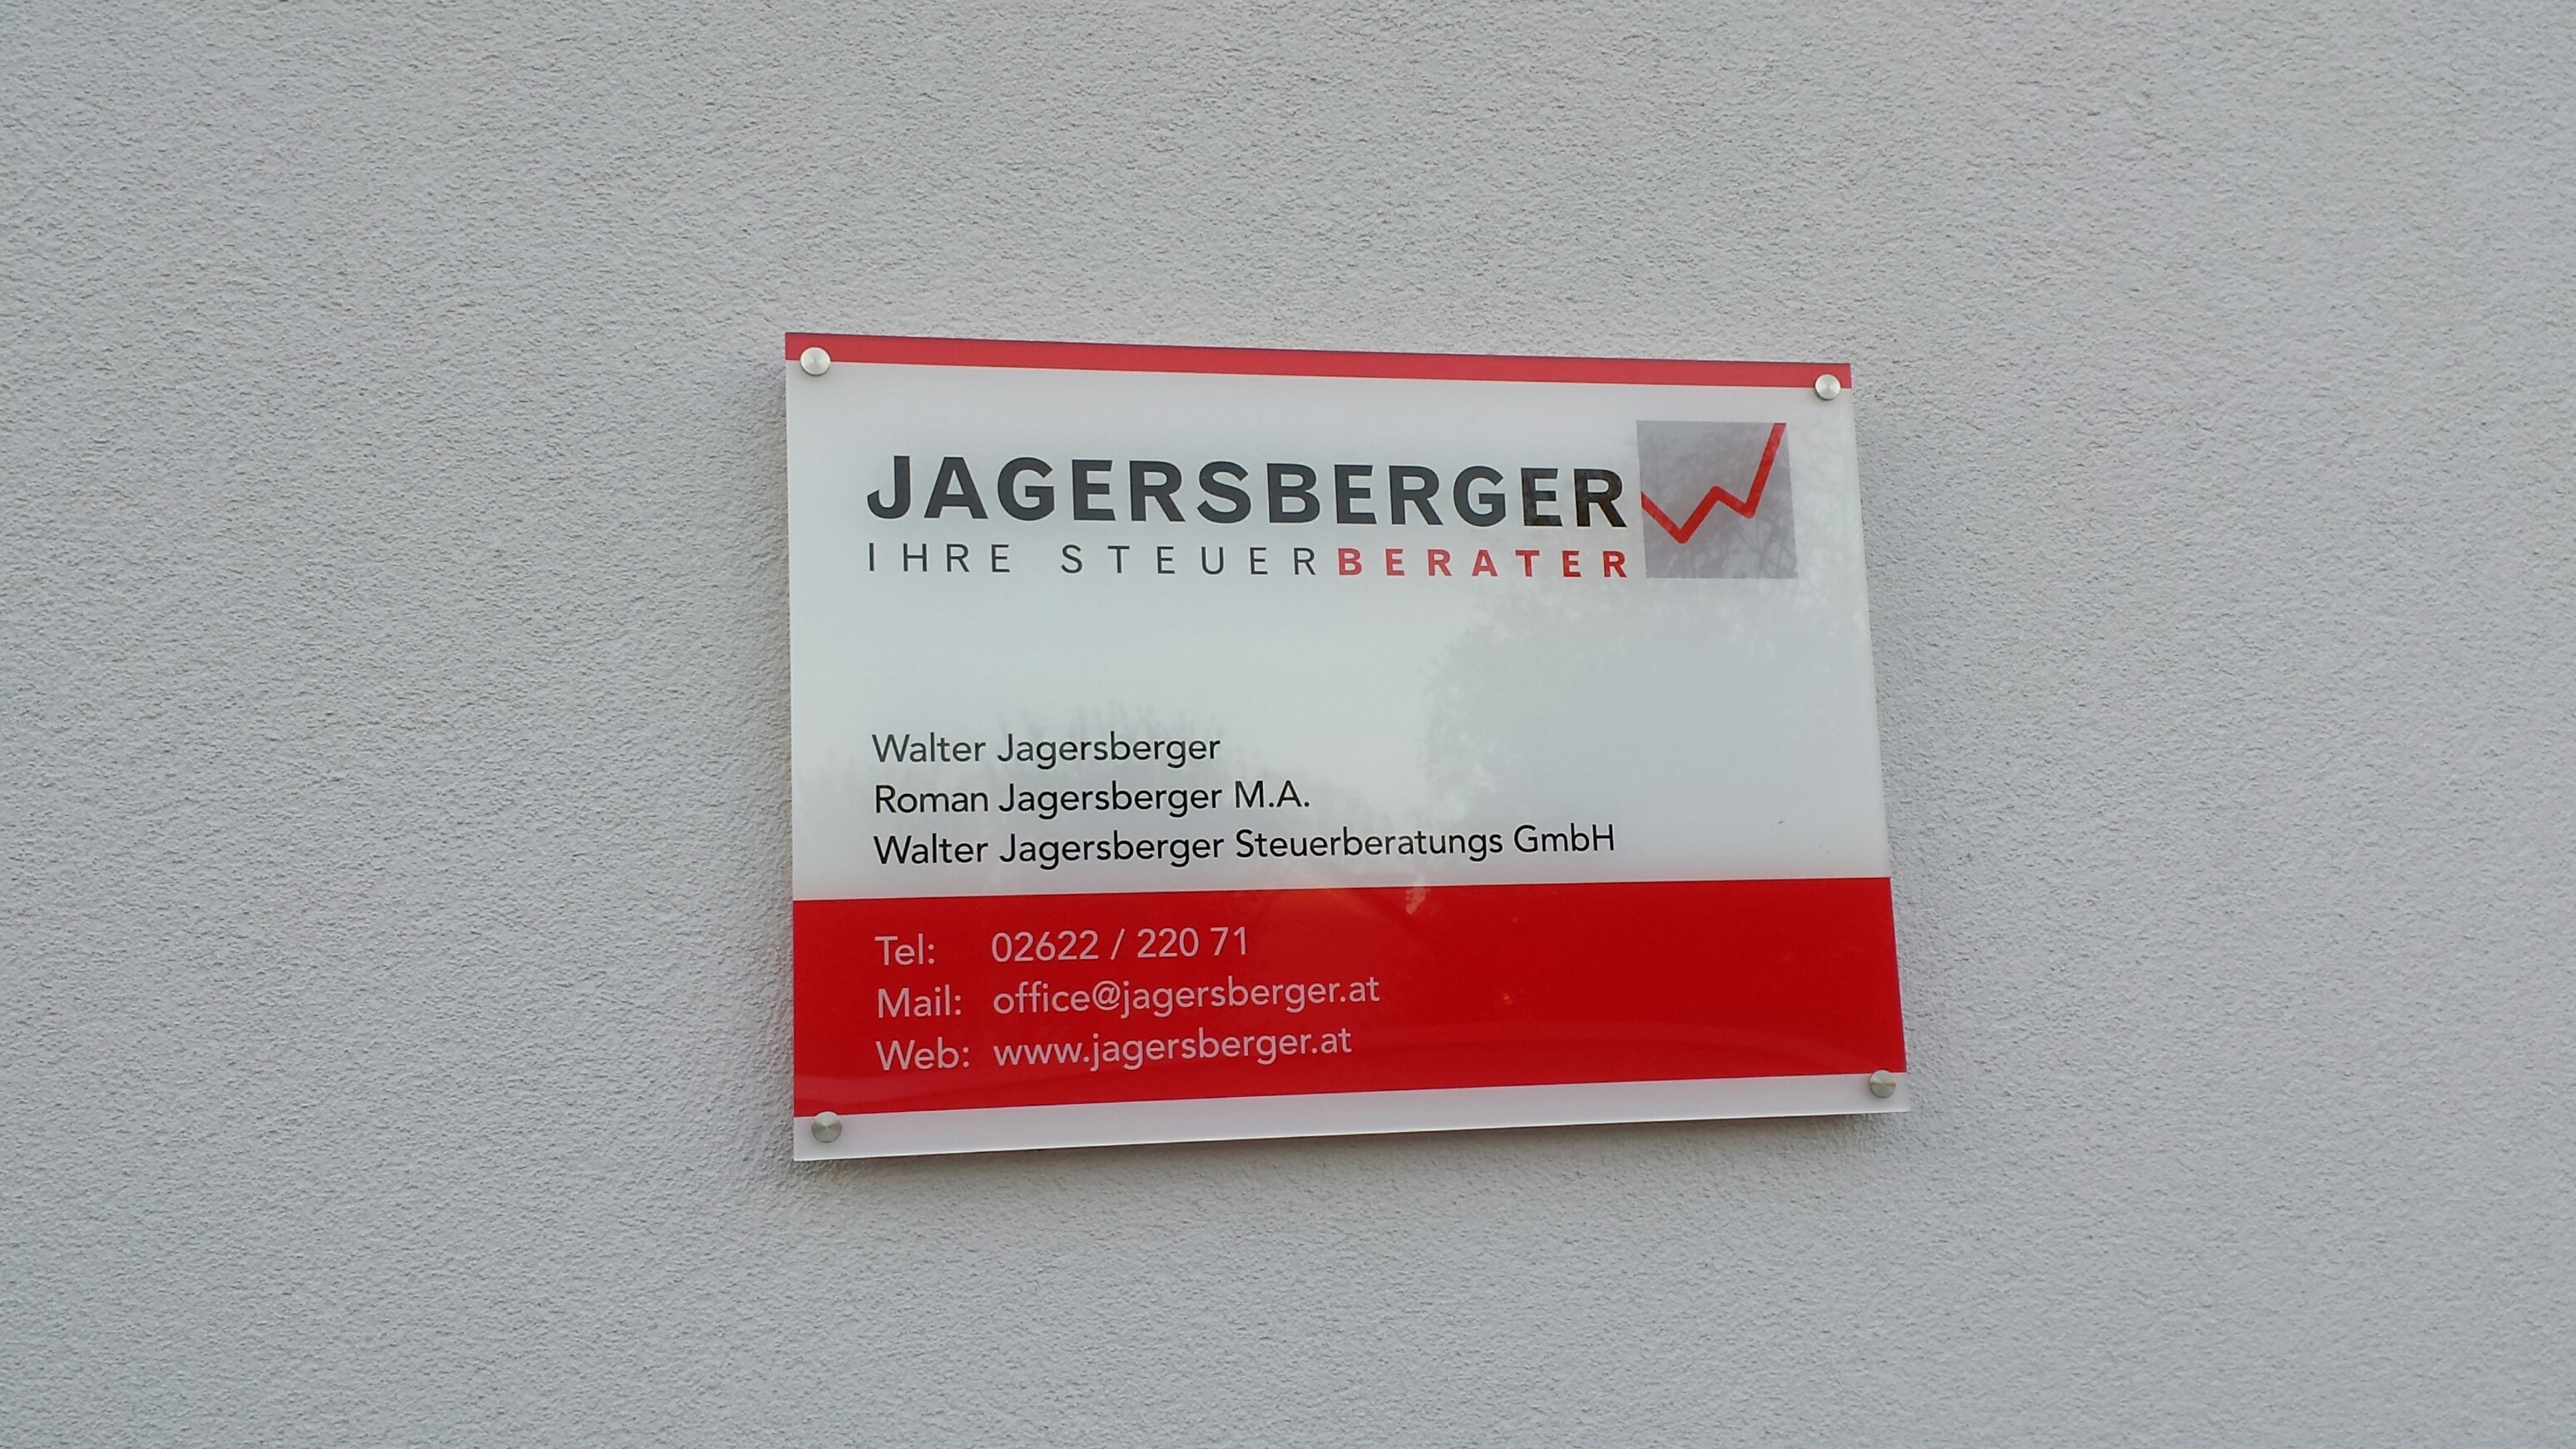 JAGERSBERGER
IHRE STEUERBERATER
Walter Jagersberger
Roman Jagersberger M.A.
Walter Jagersberger Steuerberatungs GmbH
Tel: 02622 / 220 71
Mail: office@jagersberger.at
Web: www.jagersberger.at